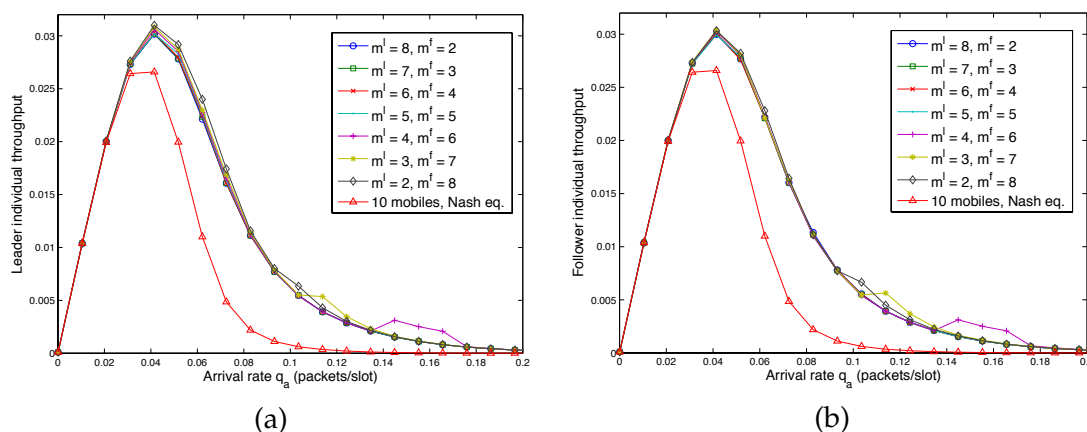 0.03
0.025
0.02
0.015
0.01
0.005
0
Leader individual throughput
m^l = 8, m^f = 2
m^l = 7, m^f = 3
m^l = 6, m^f = 4
m^l = 5, m^f = 5
m^l = 4, m^f = 6
m^l = 3, m^f = 7
m^l = 2, m^f = 8
10 mobiles, Nash eq.
0 0.02 0.04 0.06 0.08 0.1 0.12 0.14 0.16 0.18 0.2
Arrival rate q_a (packets/slot)
(a)
0.03
0.025
0.02
0.015
0.01
0.005
0
Follower individual throughput
m^l = 8, m^f = 2
m^l = 7, m^f = 3
m^l = 6, m^f = 4
m^l = 5, m^f = 5
m^l = 4, m^f = 6
m^l = 3, m^f = 7
m^l = 2, m^f = 8
10 mobiles, Nash eq.
0 0.02 0.04 0.06 0.08 0.1 0.12 0.14 0.16 0.18
Arrival rate q_a (packets/slot)
(b)